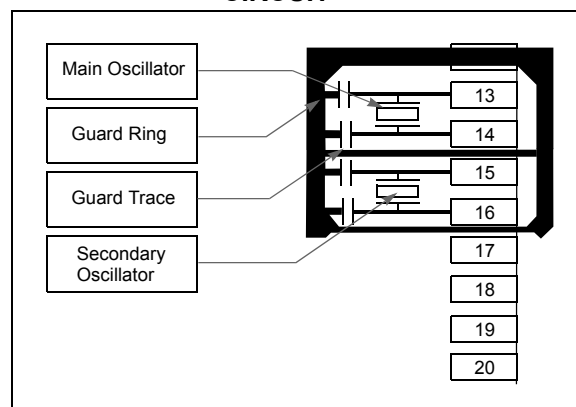 Main Oscillator
Guard Ring
Guard Trace
Secondary
Oscillator
13
14
15
16
17
18
19
20